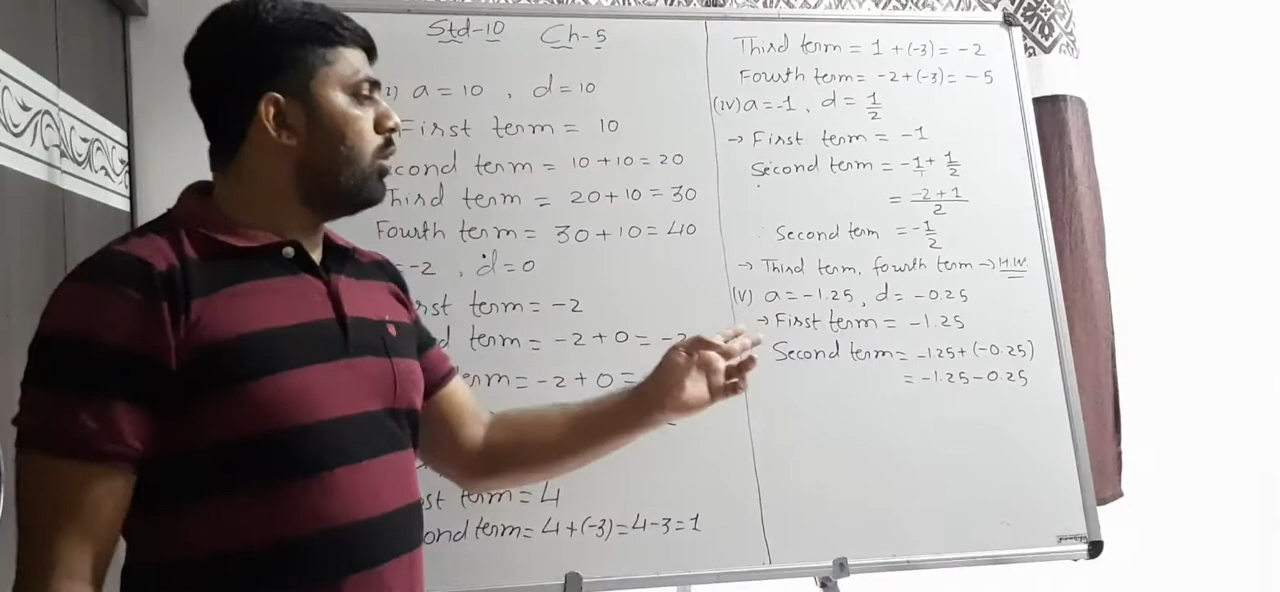 Std-10 Ch-5
i) a = 10 , d = 10
First term = 10
cond term = 10+10 = 20
Third term = 20+10 = 30
Fourth term = 30+10 = 40
= -2 , d = 0
rst term = -2
d term = -2+0 = -2
erm = -2+0 =
st term = 4
ond term = 4+(-3) = 4-3 = 1
Third term = 1+(-3) = -2
Fourth term = -2+(-3) = -5
(iv) a = -1, d = 1/2
→ First term = -1
Second term = -1/1 + 1/2
= -2+1/2
∴ Second term = -1/2
→ Third term, fourth term → H.W.
(v) a = -1.25, d = -0.25
→ First term = -1.25
Second term = -1.25+(-0.25)
= -1.25-0.25